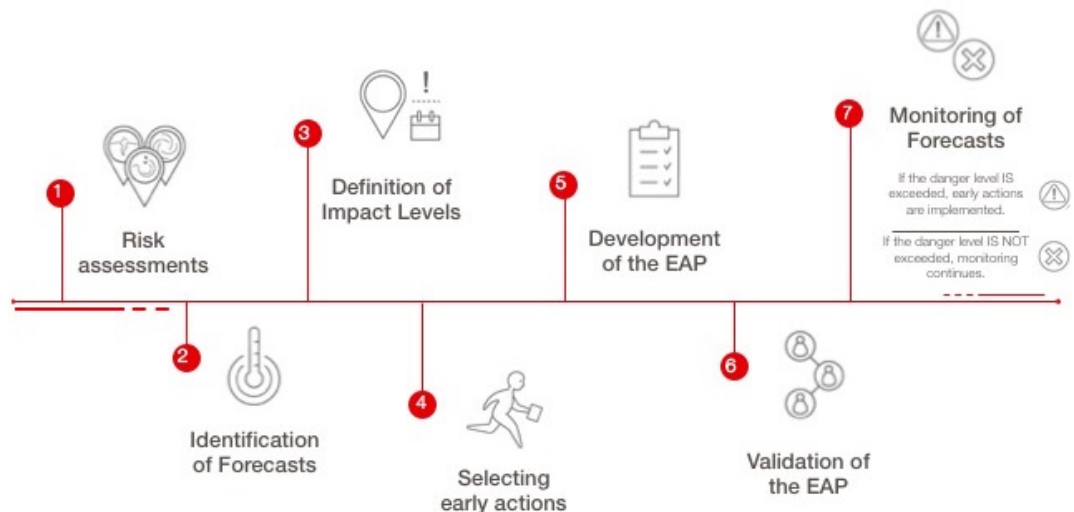 1
Risk
assessments
2
Identification
of Forecasts
3
Definition of
Impact Levels
4
Selecting
early actions
5
Development
of the EAP
6
Validation of
the EAP
7
Monitoring of
Forecasts
If the danger level IS
exceeded, early actions
are implemented.
If the danger level IS NOT
exceeded, monitoring
continues.